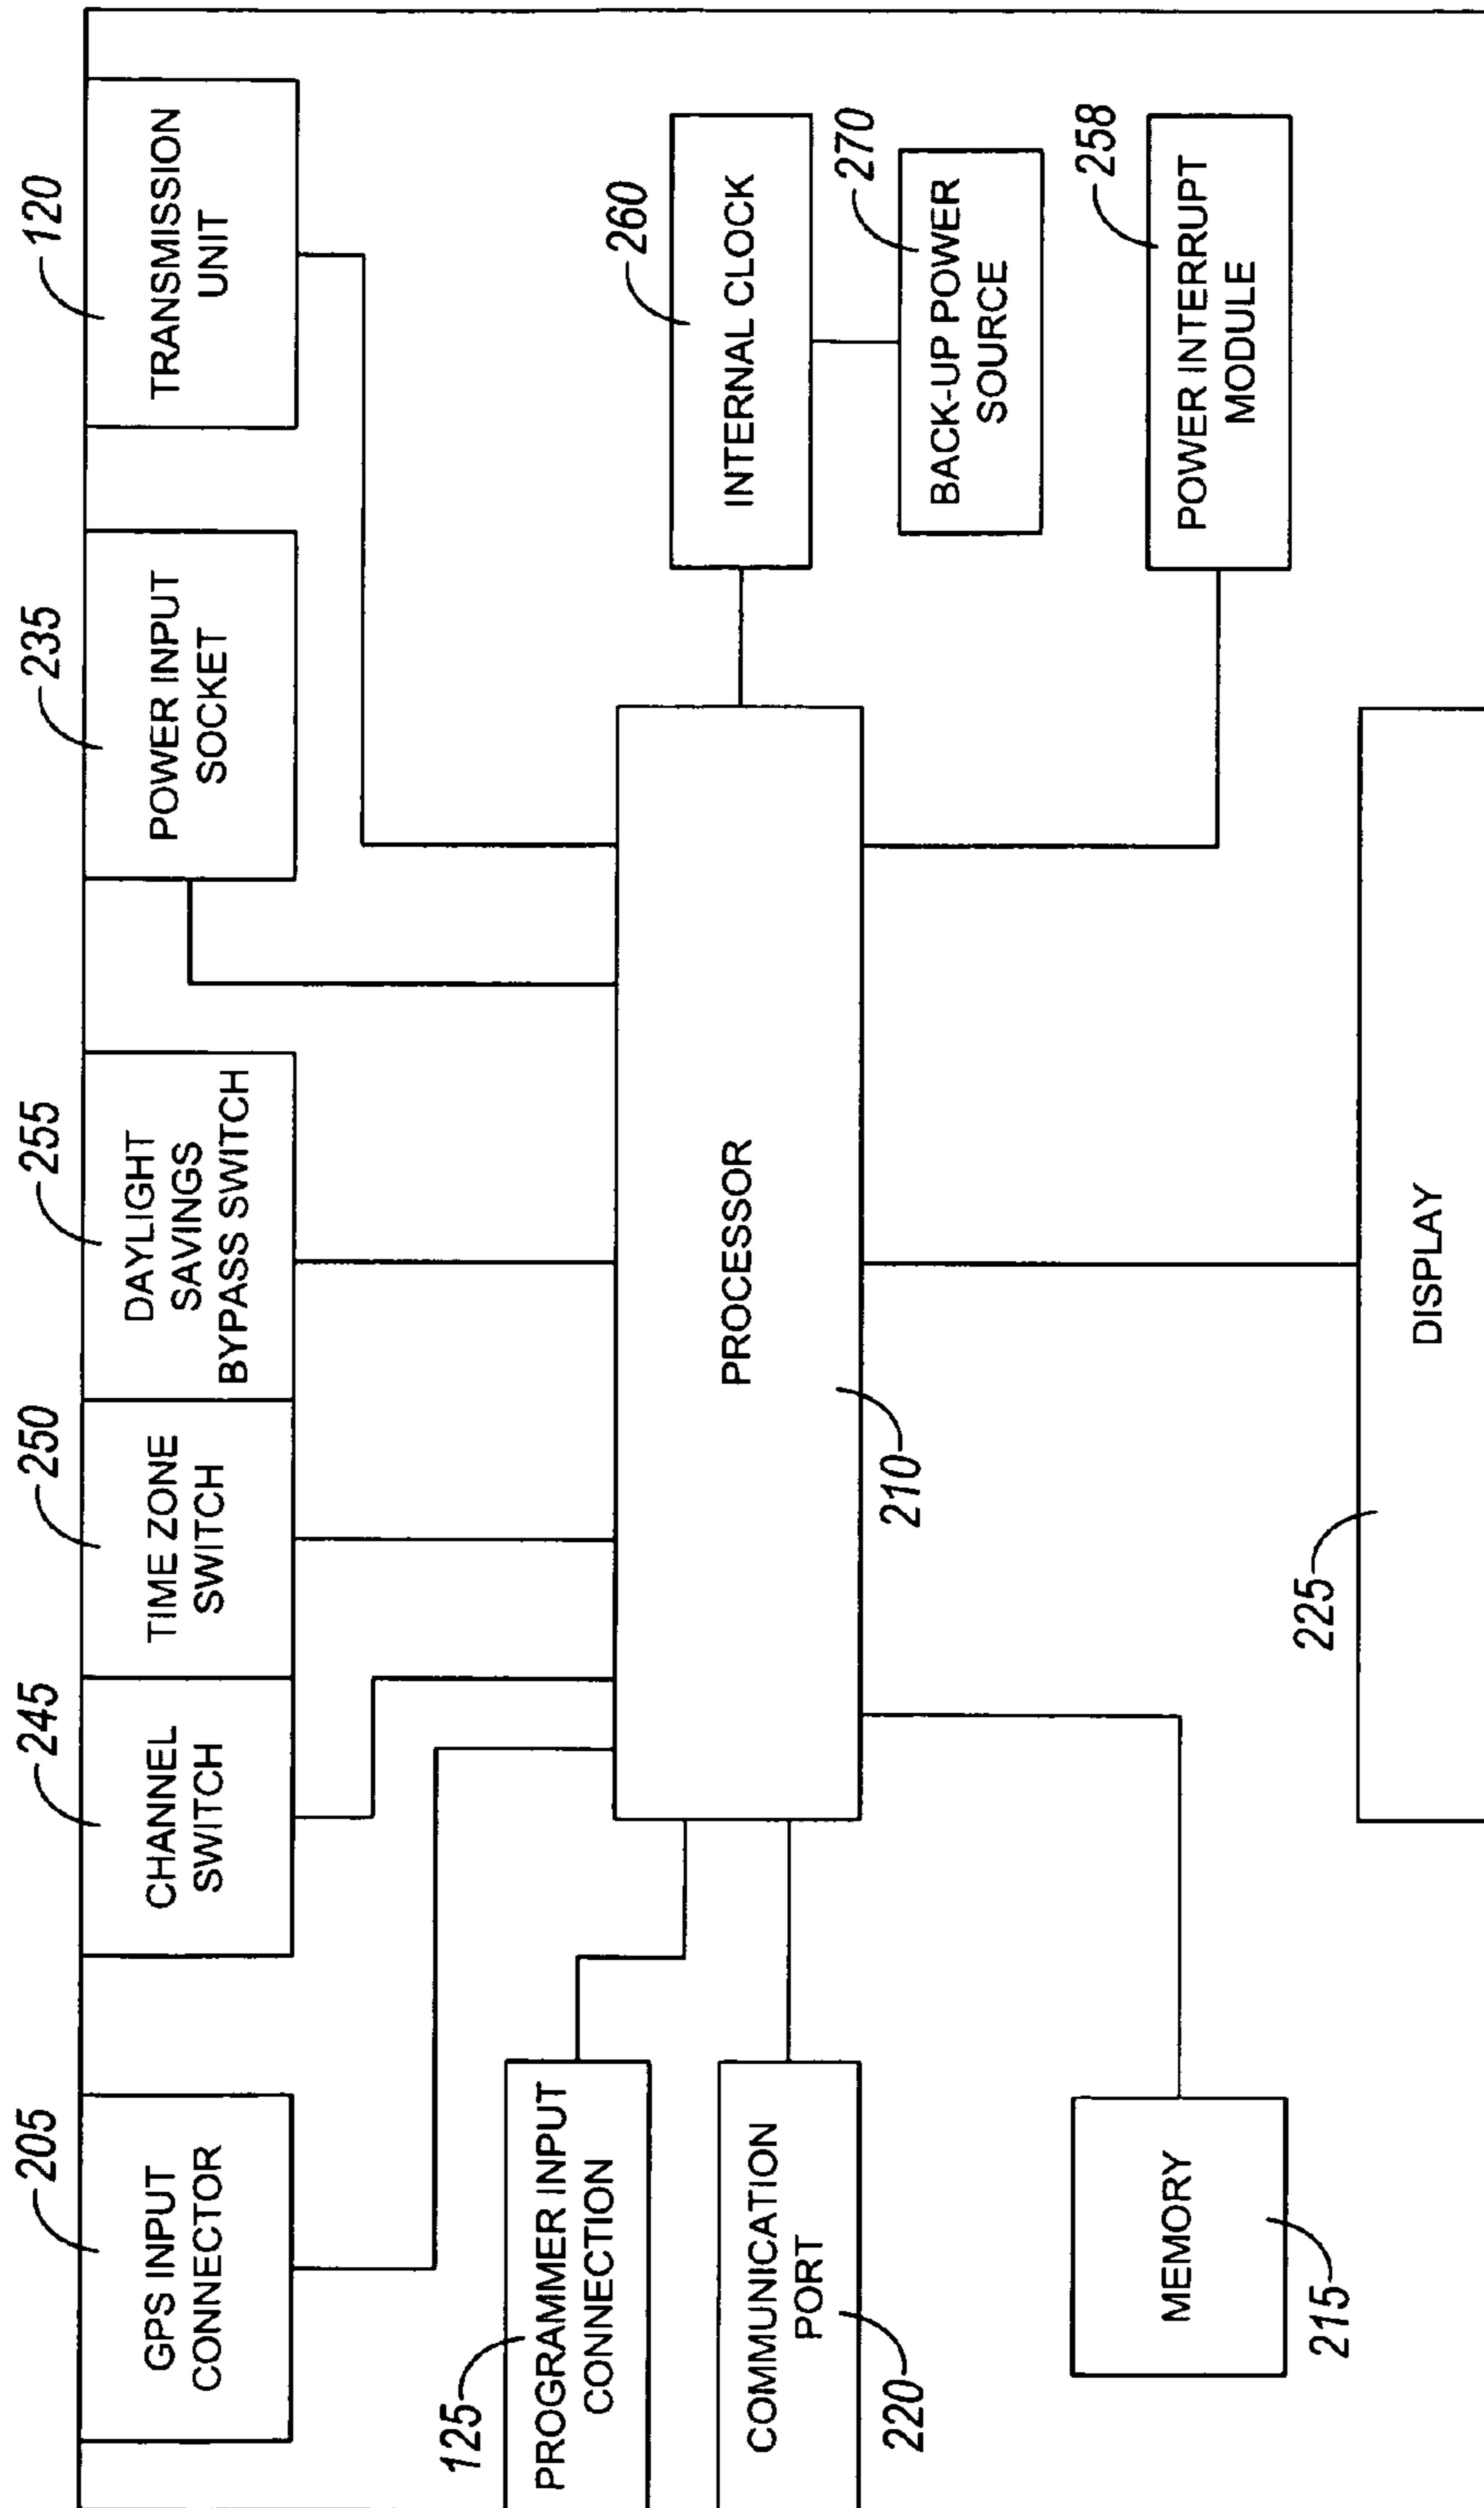 205
GPS INPUT
CONNECTOR
245
CHANNEL
SWITCH
250
TIME ZONE
SWITCH
255
DAYLIGHT
SAVINGS
BYPASS SWITCH
235
POWER INPUT
SOCKET
120
TRANSMISSION
UNIT
125
PROGRAMMER INPUT
CONNECTION
COMMUNICATION
PORT
220
PROCESSOR
210
260
INTERNAL CLOCK
270
BACK-UP POWER
SOURCE
258
POWER INTERRUPT
MODULE
MEMORY
215
225
DISPLAY